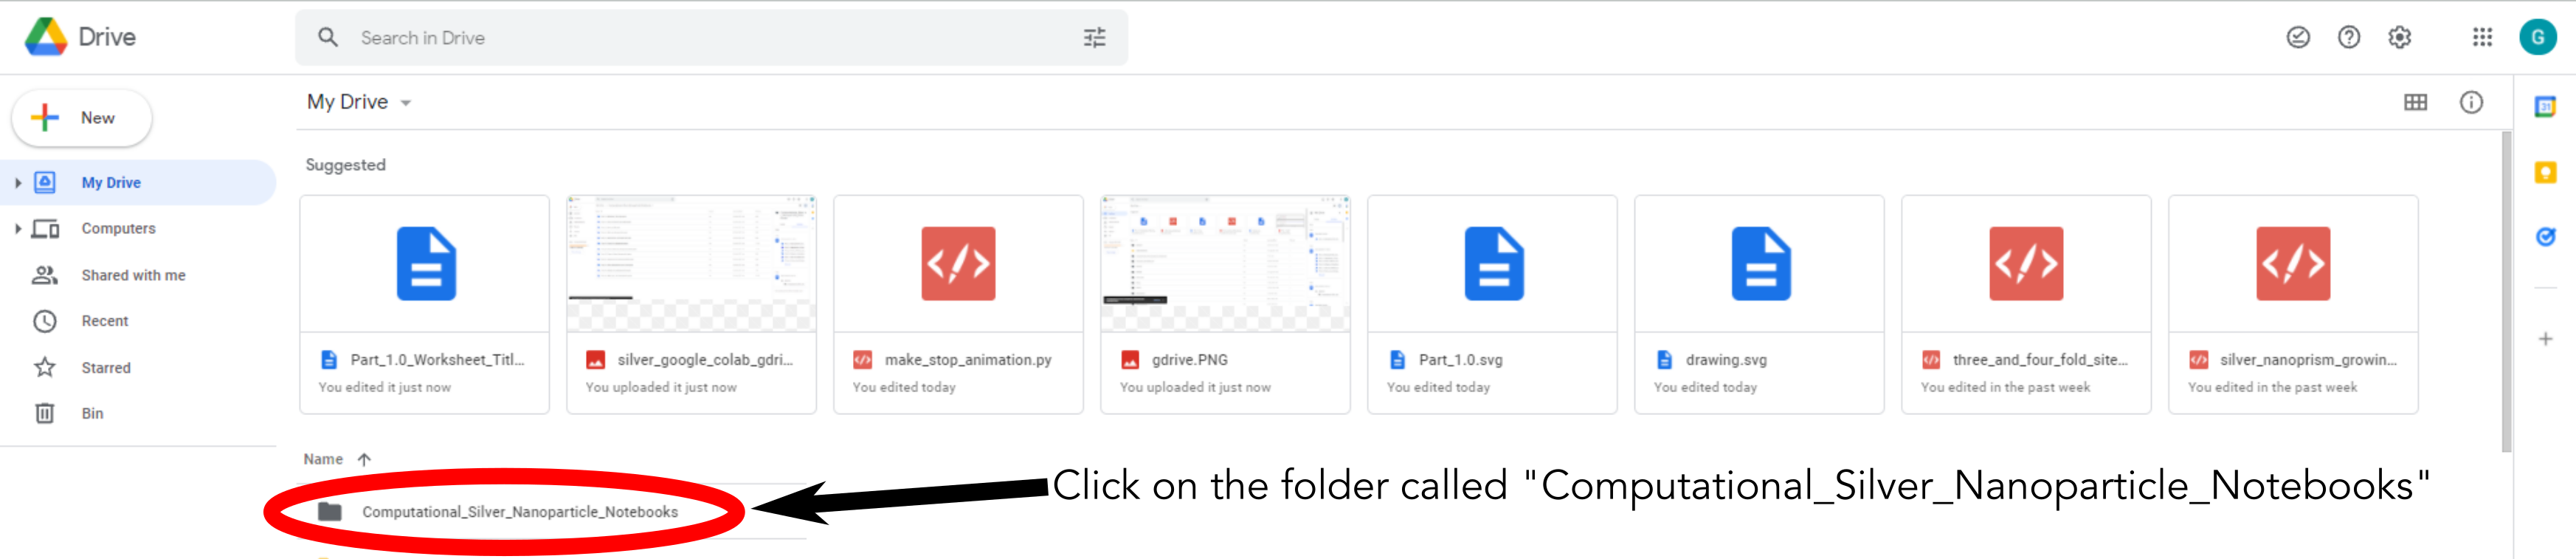 Drive
Search in Drive
G
New
My Drive
Computers
Shared with me
Recent
Starred
Bin
My Drive
31
Suggested
Part_1.0_Worksheet_Titl...
You edited it just now
silver_google_colab_gdri...
You uploaded it just now
make_stop_animation.py
You edited today
gdrive.PNG
You uploaded it just now
Part_1.0.svg
You edited today
drawing.svg
You edited today
three_and_four_fold_site...
You edited in the past week
silver_nanoprism_growin...
You edited in the past week
Name
Computational_Silver_Nanoparticle_Notebooks
Click on the folder called "Computational_Silver_Nanoparticle_Notebooks"